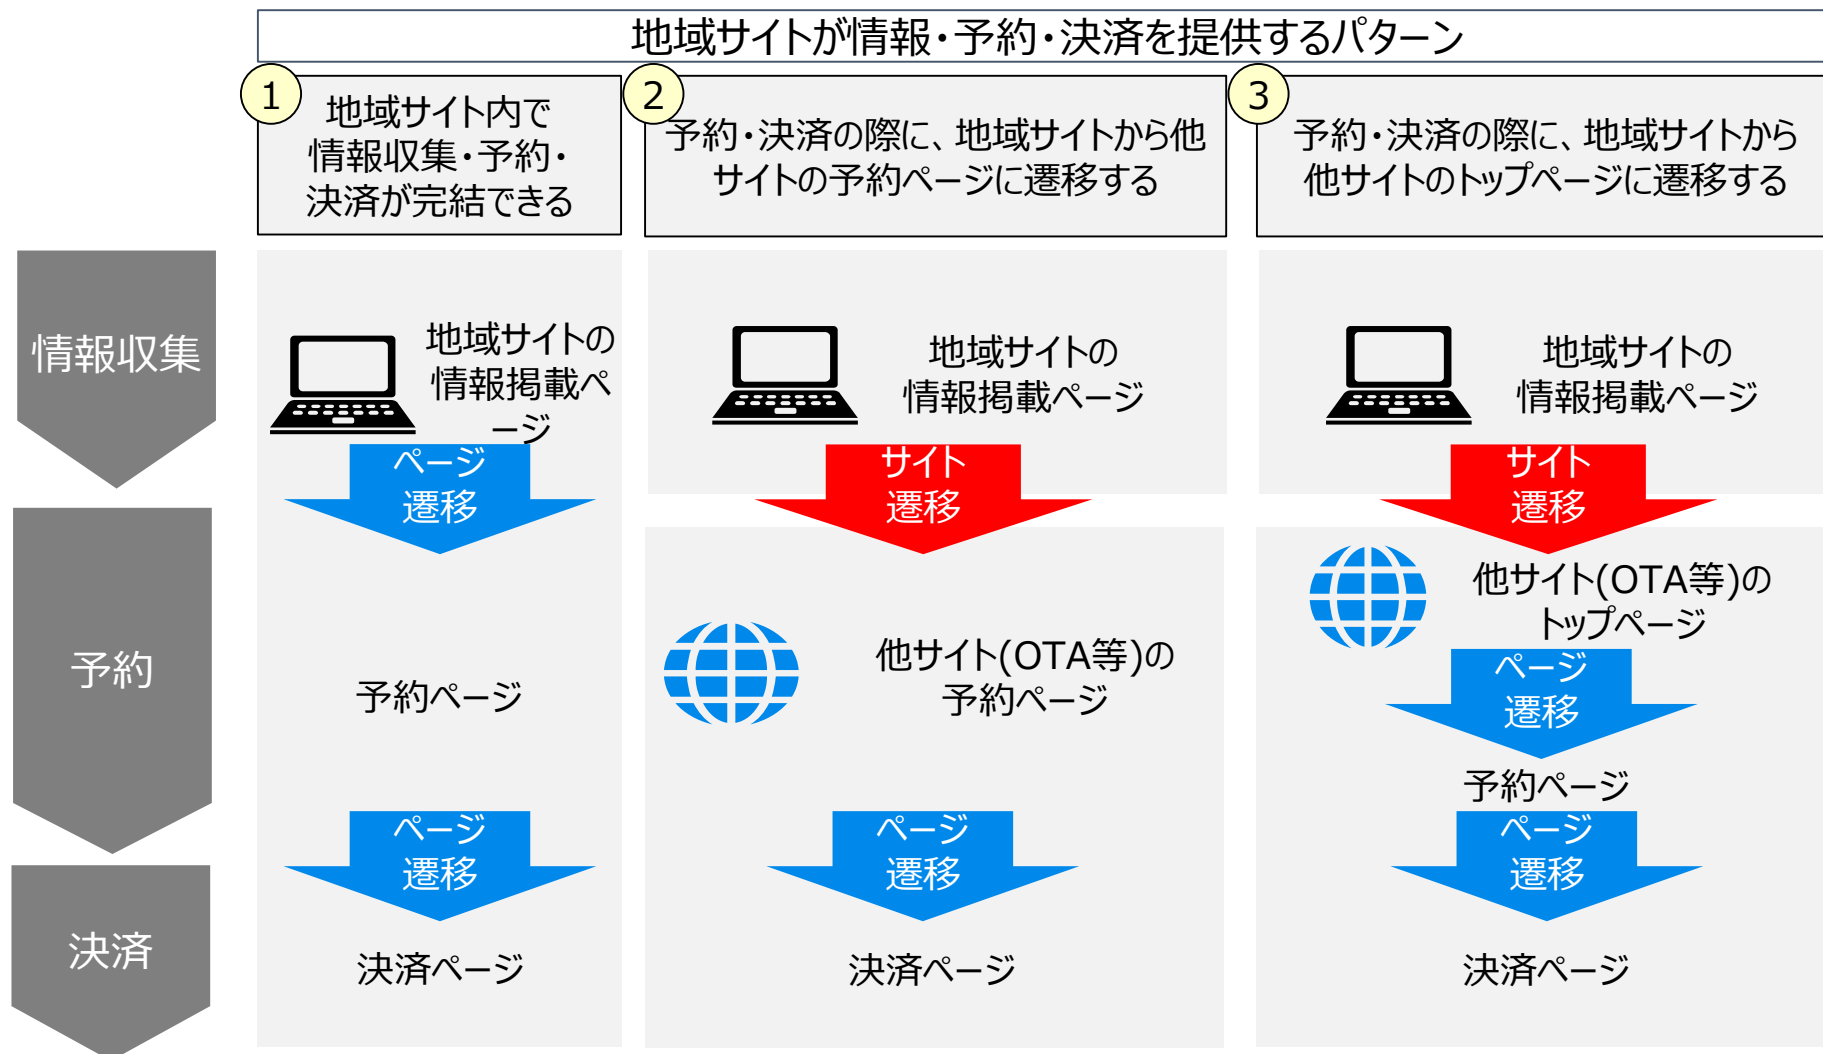 地域サイトが情報・予約・決済を提供するパターン
1
地域サイト内で
情報収集・予約・
決済が完結できる
2
予約・決済の際に、地域サイトから他
サイトの予約ページに遷移する
3
予約・決済の際に、地域サイトから
他サイトのトップページに遷移する
情報収集
地域サイトの
情報掲載ペ
ージ
地域サイトの
情報掲載ページ
地域サイトの
情報掲載ページ
ページ
遷移
サイト
遷移
サイト
遷移
予約
予約ページ
他サイト(OTA等)の
予約ページ
他サイト(OTA等)の
トップページ
ページ
遷移
予約ページ
ページ
遷移
ページ
遷移
ページ
遷移
決済
決済ページ
決済ページ
決済ページ